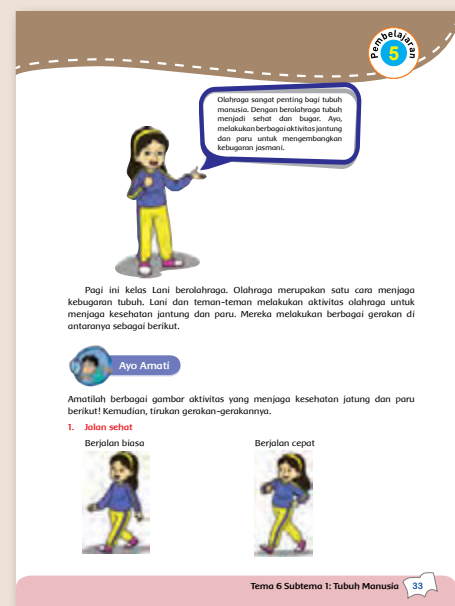 Pembelajaran
5
Olahraga sangat penting bagi tubuh
manusia. Dengan berolahraga tubuh
menjadi sehat dan bugar. Ayo,
melakukan berbagai aktivitas jantung
dan paru untuk mengembangkan
kebugaran jasmani.
Pagi ini kelas Lani berolahraga. Olahraga merupakan satu cara menjaga
kebugaran tubuh. Lani dan teman-teman melakukan aktivitas olahraga untuk
menjaga kesehatan jantung dan paru. Mereka melakukan berbagai gerakan di
antaranya sebagai berikut.
Ayo Amati
Amatilah berbagai gambar aktivitas yang menjaga kesehatan jatung dan paru
berikut! Kemudian, tirukan gerakan-gerakannya.
1. Jalan sehat
Berjalan biasa
Berjalan cepat
Tema 6 Subtema 1: Tubuh Manusia
33